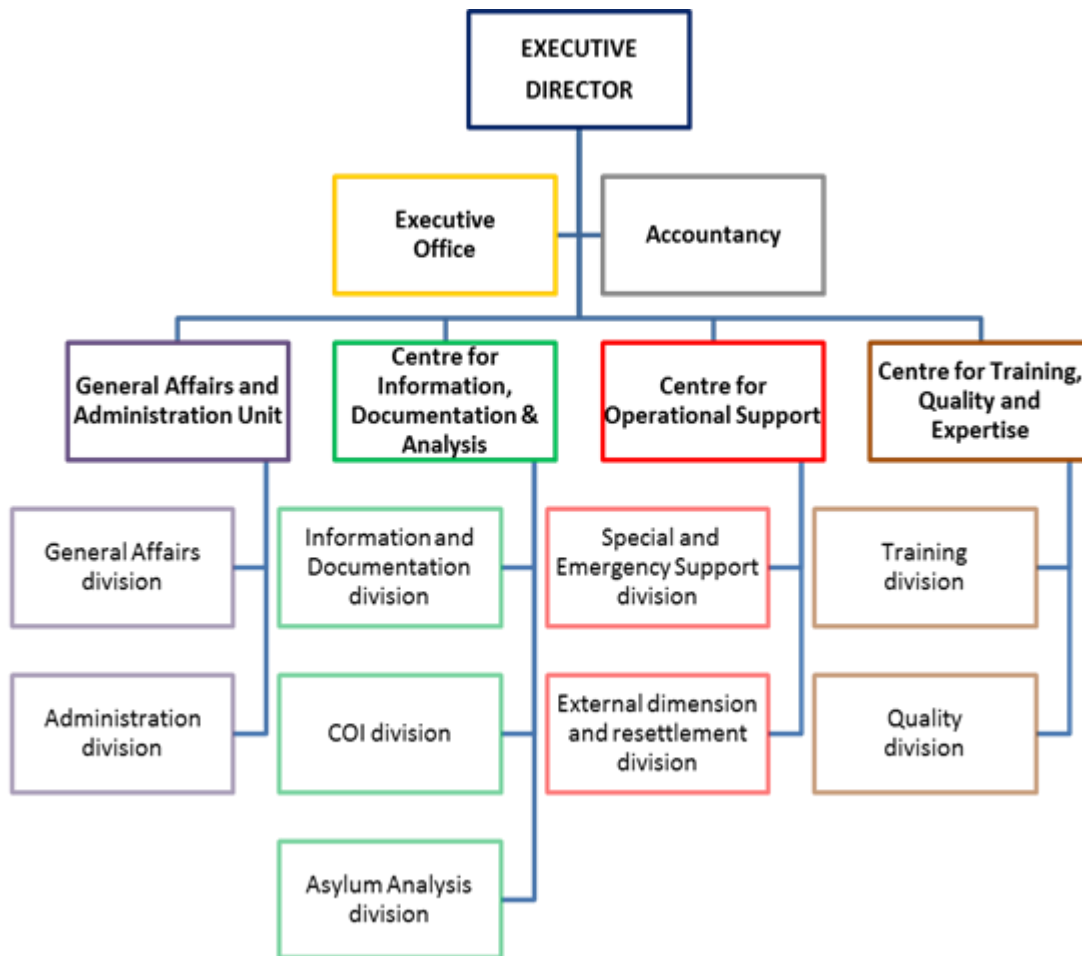 EXECUTIVE
DIRECTOR
Executive
Office
Accountancy
General Affairs and
Administration Unit
Centre for
Information,
Documentation &
Analysis
Centre for
Operational Support
Centre for Training,
Quality and
Expertise
General Affairs
division
Information and
Documentation
division
Special and
Emergency Support
division
Training
division
Administration
division
COI division
External dimension
and resettlement
division
Quality
division
Asylum Analysis
division